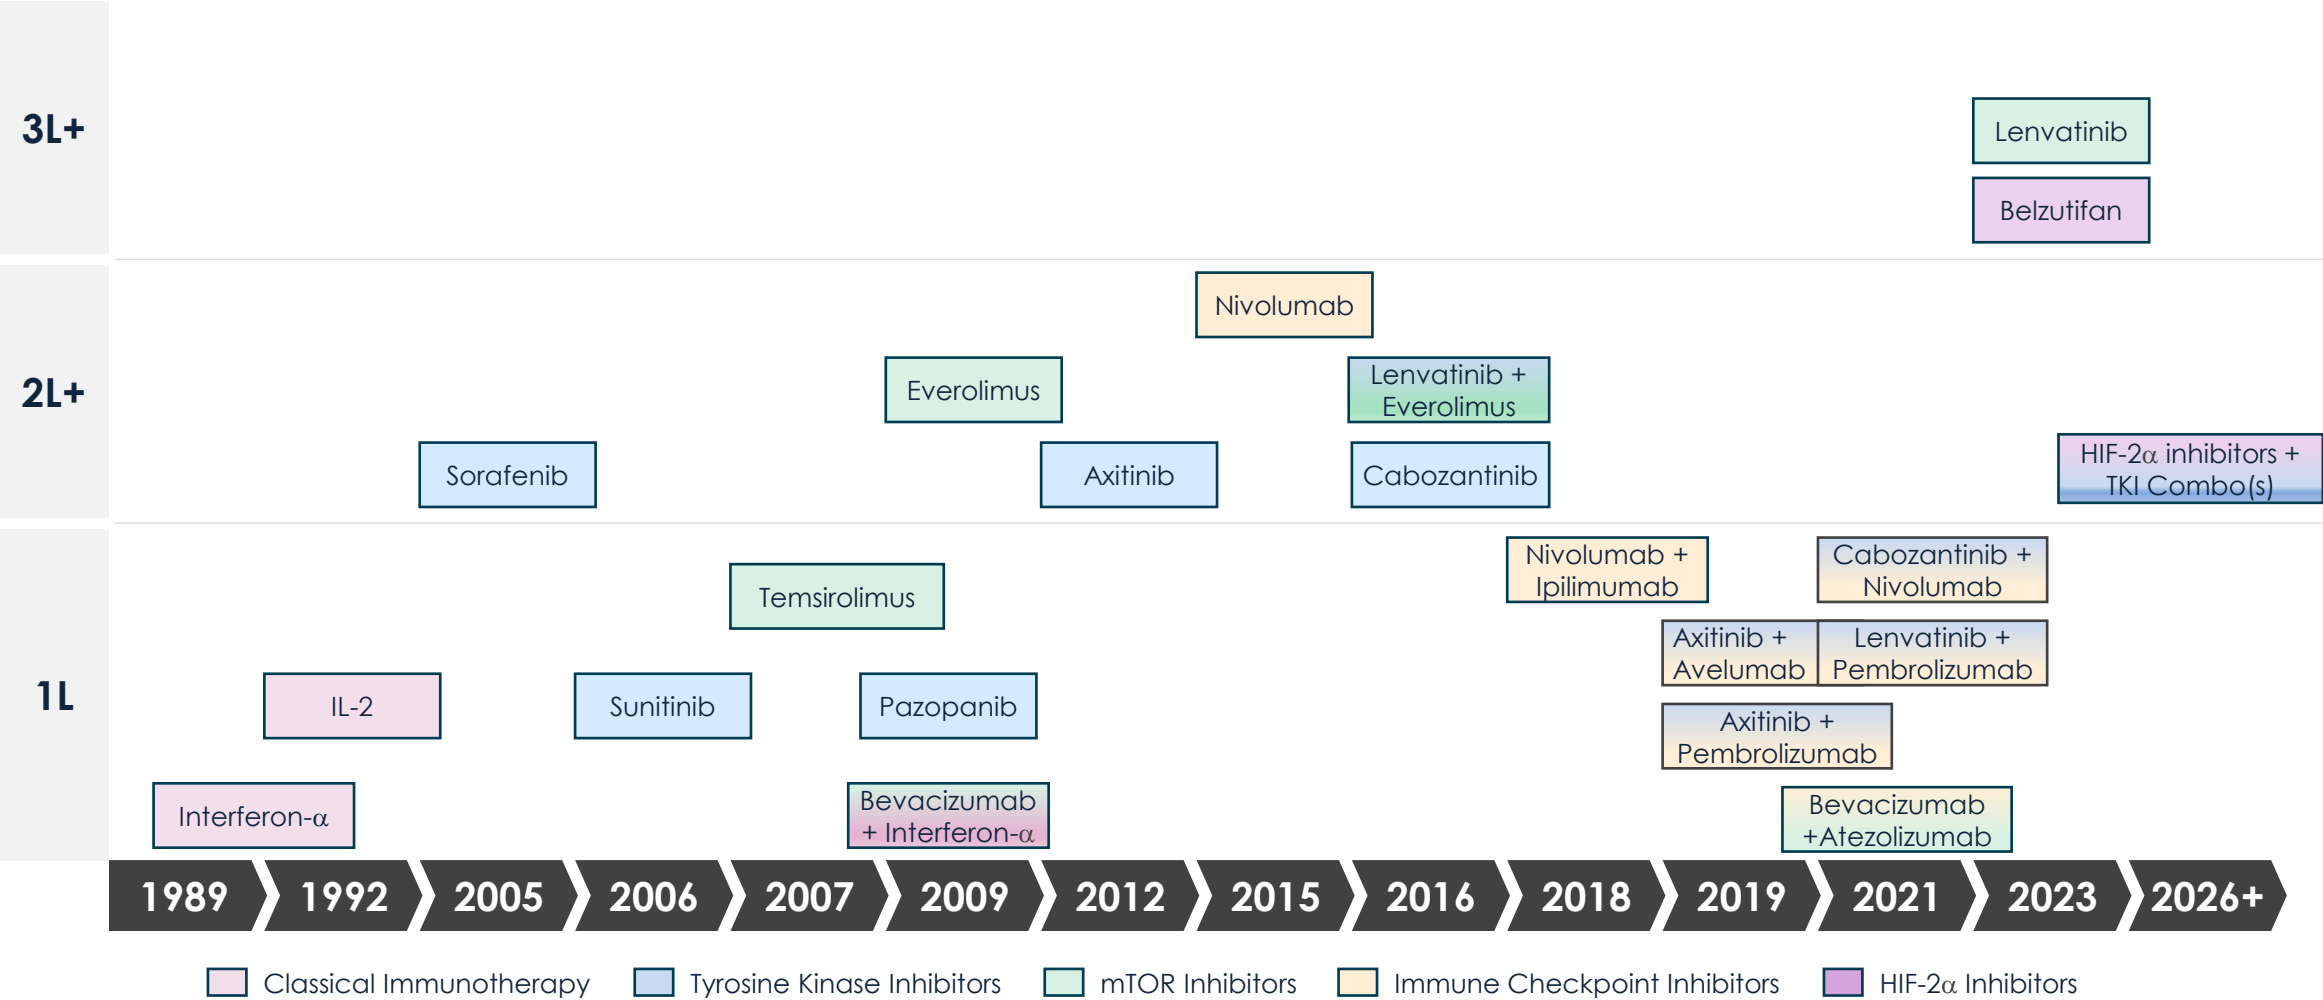 3L+
Lenvatinib
Belzutifan
2L+
Nivolumab
Everolimus
Lenvatinib +
Everolimus
Sorafenib
Axitinib
Cabozantinib
HIF-2α inhibitors +
TKI Combo(s)
1L
Nivolumab +
Ipilimumab
Cabozantinib +
Nivolumab
Temsirolimus
Axitinib +
Avelumab
Lenvatinib +
Pembrolizumab
IL-2
Sunitinib
Pazopanib
Axitinib +
Pembrolizumab
Interferon-α
Bevacizumab
+ Interferon-α
Bevacizumab
+Atezolizumab
1989 1992 2005 2006 2007 2009 2012 2015 2016 2018 2019 2021 2023 2026+
Classical Immunotherapy Tyrosine Kinase Inhibitors mTOR Inhibitors Immune Checkpoint Inhibitors HIF-2α Inhibitors